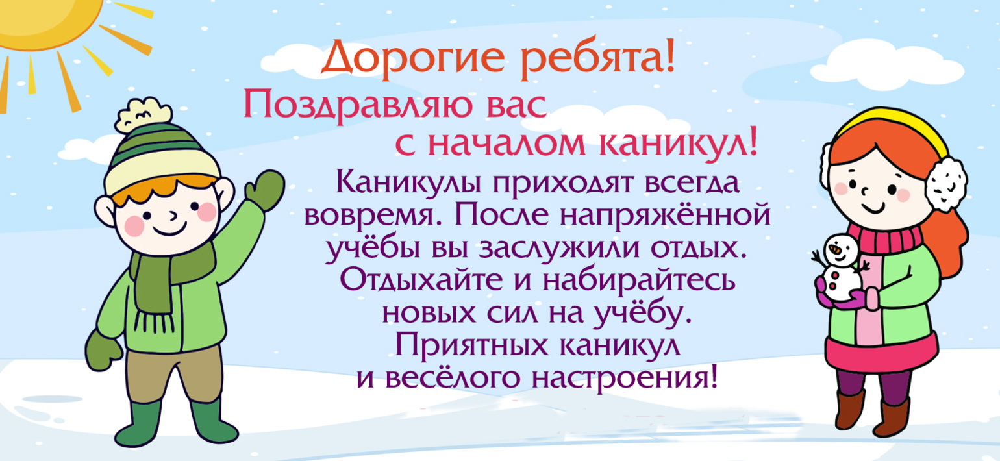 Дорогие ребята!
Поздравляю вас
с началом каникул!
Каникулы приходят всегда
вовремя. После напряжённой
учёбы вы заслужили отдых.
Отдыхайте и набирайтесь
новых сил на учёбу.
Приятных каникул
и весёлого настроения!